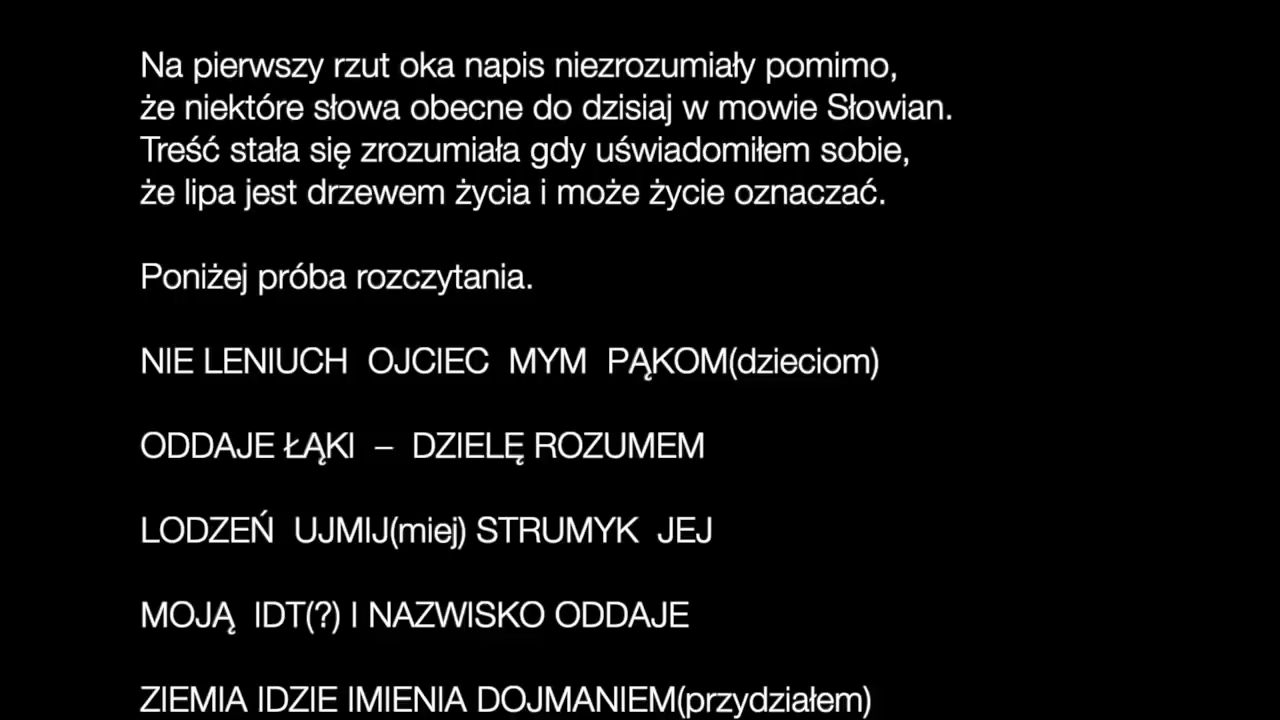 Na pierwszy rzut oka napis niezrozumiały pomimo,
że niektóre słowa obecne do dzisiaj w mowie Słowian.
Treść stała się zrozumiała gdy uświadomiłem sobie,
że lipa jest drzewem życia i może życie oznaczać.
Poniżej próba rozczytania.
NIE LENIUCH OJCIEC MYM PĄKOM(dzieciom)
ODDAJE ŁĄKI – DZIELĘ ROZUMEM
LODZEŃ UJMIJ(miej) STRUMYK JEJ
MOJĄ IDT(?) I NAZWISKO ODDAJE
ZIEMIA IDZIE IMIENIA DOJMANIEM(przydziałem)